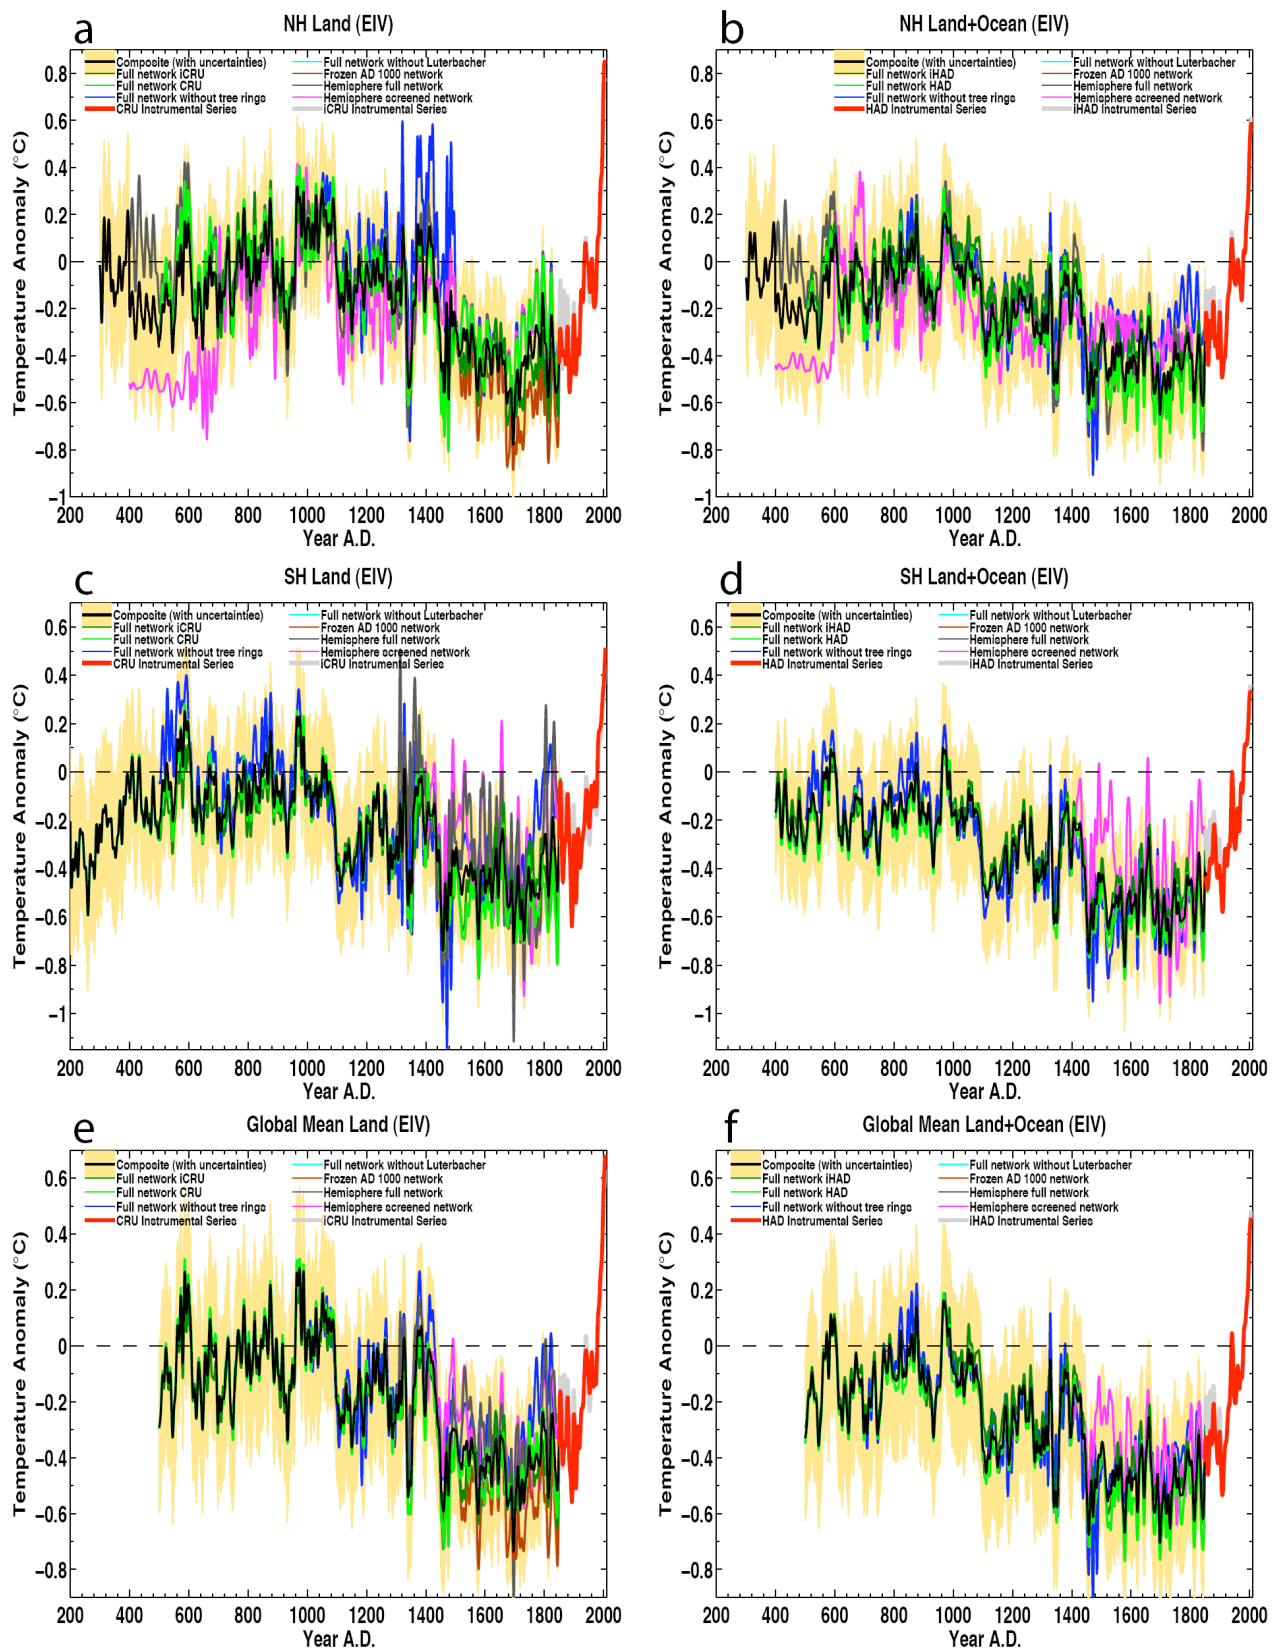 a NH Land (EIV)
Composite (with uncertainties) Full network without Luterbacher
Full network iCRU Frozen AD 1000 network
Full network CRU Hemisphere full network
Full network without tree rings Hemisphere screened network
CRU Instrumental Series iCRU Instrumental Series
Temperature Anomaly (°C)
0.8
0.6
0.4
0.2
0
−0.2
−0.4
−0.6
−0.8
−1
200 400 600 800 1000 1200 1400 1600 1800 2000
Year A.D.
b NH Land+Ocean (EIV)
Composite (with uncertainties) Full network without Luterbacher
Full network iHAD Frozen AD 1000 network
Full network HAD Hemisphere full network
Full network without tree rings Hemisphere screened network
HAD Instrumental Series iHAD Instrumental Series
Temperature Anomaly (°C)
0.8
0.6
0.4
0.2
0
−0.2
−0.4
−0.6
−0.8
−1
200 400 600 800 1000 1200 1400 1600 1800 2000
Year A.D.
c SH Land (EIV)
Composite (with uncertainties) Full network without Luterbacher
Full network iCRU Frozen AD 1000 network
Full network CRU Hemisphere full network
Full network without tree rings Hemisphere screened network
CRU Instrumental Series iCRU Instrumental Series
Temperature Anomaly (°C)
0.6
0.4
0.2
0
−0.2
−0.4
−0.6
−0.8
−1
200 400 600 800 1000 1200 1400 1600 1800 2000
Year A.D.
d SH Land+Ocean (EIV)
Composite (with uncertainties) Full network without Luterbacher
Full network iHAD Frozen AD 1000 network
Full network HAD Hemisphere full network
Full network without tree rings Hemisphere screened network
HAD Instrumental Series iHAD Instrumental Series
Temperature Anomaly (°C)
0.6
0.4
0.2
0
−0.2
−0.4
−0.6
−0.8
−1
200 400 600 800 1000 1200 1400 1600 1800 2000
Year A.D.
e Global Mean Land (EIV)
Composite (with uncertainties) Full network without Luterbacher
Full network iCRU Frozen AD 1000 network
Full network CRU Hemisphere full network
Full network without tree rings Hemisphere screened network
CRU Instrumental Series iCRU Instrumental Series
Temperature Anomaly (°C)
0.6
0.4
0.2
0
−0.2
−0.4
−0.6
−0.8
200 400 600 800 1000 1200 1400 1600 1800 2000
Year A.D.
f Global Mean Land+Ocean (EIV)
Composite (with uncertainties) Full network without Luterbacher
Full network iHAD Frozen AD 1000 network
Full network HAD Hemisphere full network
Full network without tree rings Hemisphere screened network
HAD Instrumental Series iHAD Instrumental Series
Temperature Anomaly (°C)
0.6
0.4
0.2
0
−0.2
−0.4
−0.6
−0.8
200 400 600 800 1000 1200 1400 1600 1800 2000
Year A.D.